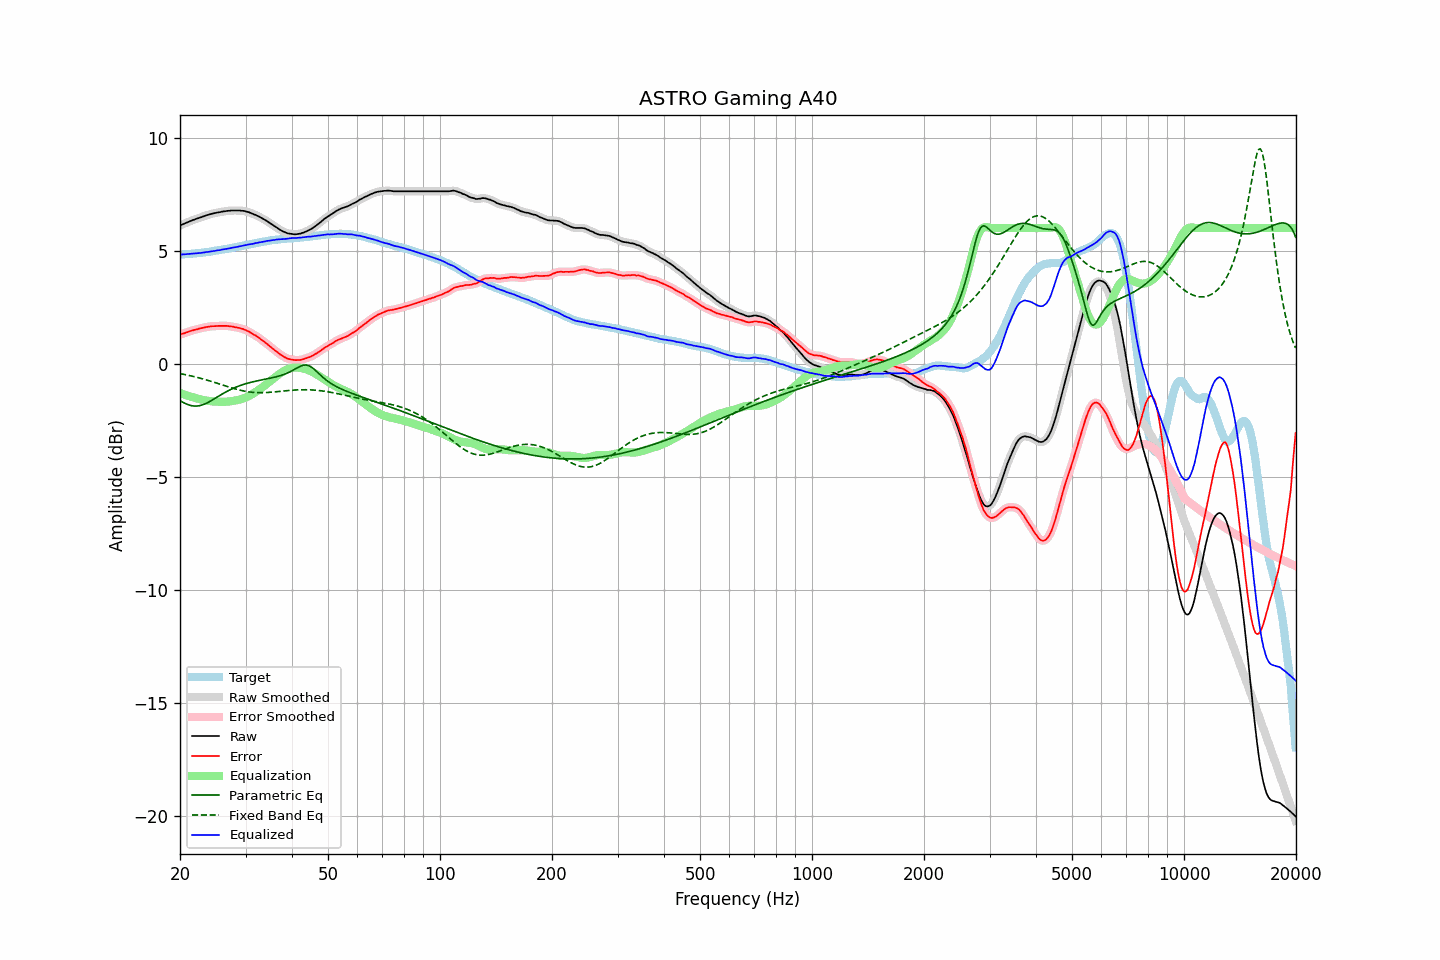 ASTRO Gaming A40
Amplitude (dBr)
10
5
0
−5
−10
−15
−20
Target
Raw Smoothed
Error Smoothed
Raw
Error
Equalization
Parametric Eq
Fixed Band Eq
Equalized
20 50 100 200 500 1000 2000 5000 10000 20000
Frequency (Hz)